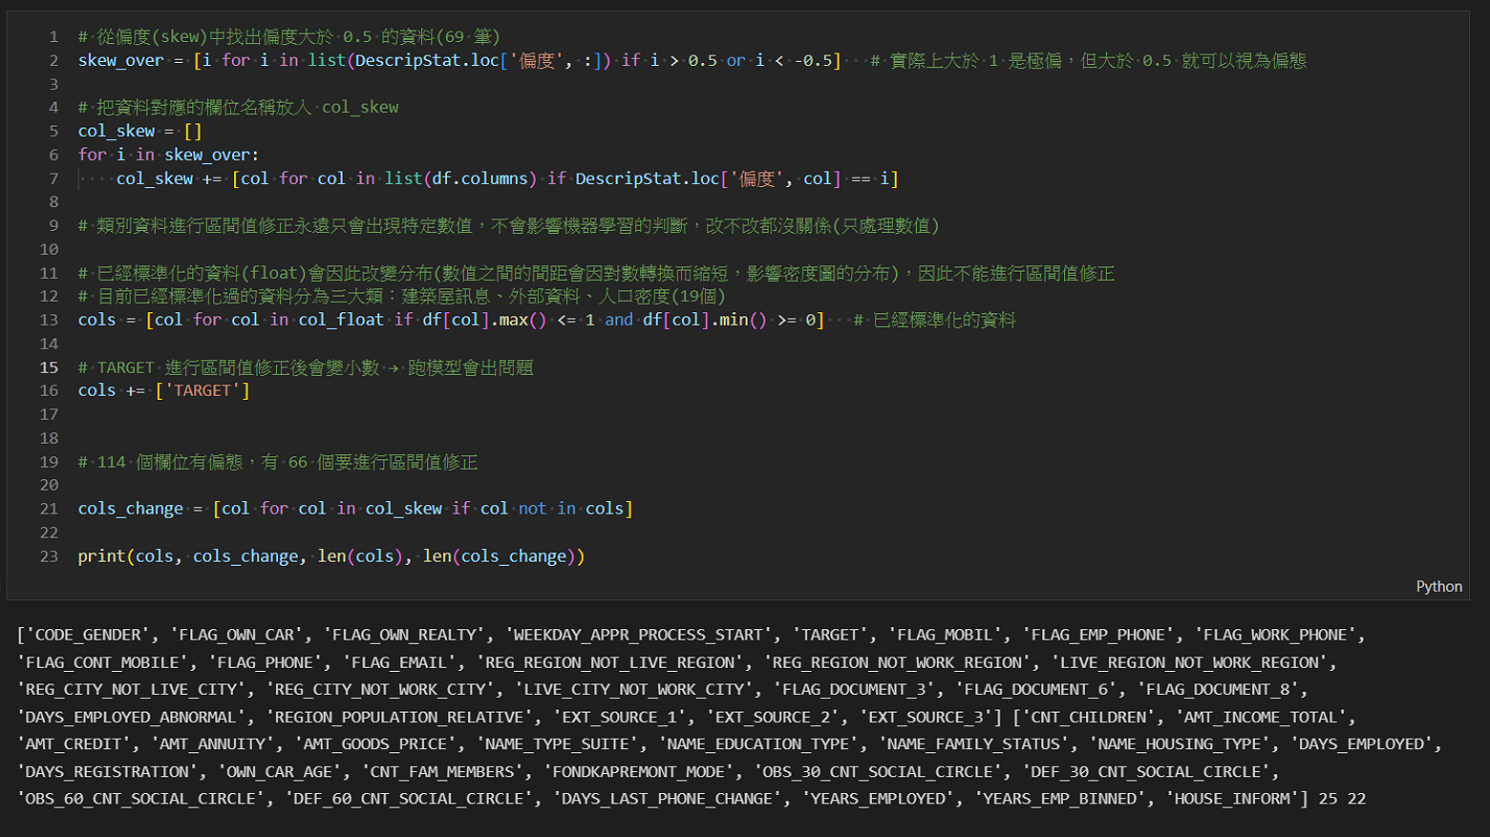 1 # 從偏度(skew)中找出偏度大於 0.5 的資料(69 筆)
2 skew_over = [i for i in list(DescripStat.loc['偏度', :]) if i > 0.5 or i < -0.5]   # 實際上大於 1 是極偏，但大於 0.5 就可以視為偏態
3
4 # 把資料對應的欄位名稱放入 col_skew
5 col_skew = []
6 for i in skew_over:
7     col_skew += [col for col in list(df.columns) if DescripStat.loc['偏度', col] == i]
8
9 # 類別資料進行區間值修正永遠只會出現特定數值，不會影響機器學習的判斷，改不改都沒關係(只處理數值)
10
11 # 已經標準化的資料(float)會因此改變分布(數值之間的間距會因對數轉換而縮短，影響密度圖的分布)，因此不能進行區間值修正
12 # 目前已經標準化過的資料分為三大類：建築屋訊息、外部資料、人口密度(19個)
13 cols = [col for col in col_float if df[col].max() <= 1 and df[col].min() >= 0]   # 已經標準化的資料
14
15 # TARGET 進行區間值修正後會變小數 → 跑模型會出問題
16 cols += ['TARGET']
17
18
19 # 114 個欄位有偏態，有 66 個要進行區間值修正
20
21 cols_change = [col for col in col_skew if col not in cols]
22
23 print(cols, cols_change, len(cols), len(cols_change))
Python
['CODE_GENDER', 'FLAG_OWN_CAR', 'FLAG_OWN_REALTY', 'WEEKDAY_APPR_PROCESS_START', 'TARGET', 'FLAG_MOBIL', 'FLAG_EMP_PHONE', 'FLAG_WORK_PHONE',
'FLAG_CONT_MOBILE', 'FLAG_PHONE', 'FLAG_EMAIL', 'REG_REGION_NOT_LIVE_REGION', 'REG_REGION_NOT_WORK_REGION', 'LIVE_REGION_NOT_WORK_REGION',
'REG_CITY_NOT_LIVE_CITY', 'REG_CITY_NOT_WORK_CITY', 'LIVE_CITY_NOT_WORK_CITY', 'FLAG_DOCUMENT_3', 'FLAG_DOCUMENT_6', 'FLAG_DOCUMENT_8',
'DAYS_EMPLOYED_ABNORMAL', 'REGION_POPULATION_RELATIVE', 'EXT_SOURCE_1', 'EXT_SOURCE_2', 'EXT_SOURCE_3'] ['CNT_CHILDREN', 'AMT_INCOME_TOTAL',
'AMT_CREDIT', 'AMT_ANNUITY', 'AMT_GOODS_PRICE', 'NAME_TYPE_SUITE', 'NAME_EDUCATION_TYPE', 'NAME_FAMILY_STATUS', 'NAME_HOUSING_TYPE', 'DAYS_EMPLOYED',
'DAYS_REGISTRATION', 'OWN_CAR_AGE', 'CNT_FAM_MEMBERS', 'FONDKAPREMONT_MODE', 'OBS_30_CNT_SOCIAL_CIRCLE', 'DEF_30_CNT_SOCIAL_CIRCLE',
'OBS_60_CNT_SOCIAL_CIRCLE', 'DEF_60_CNT_SOCIAL_CIRCLE', 'DAYS_LAST_PHONE_CHANGE', 'YEARS_EMPLOYED', 'YEARS_EMP_BINNED', 'HOUSE_INFORM'] 25 22